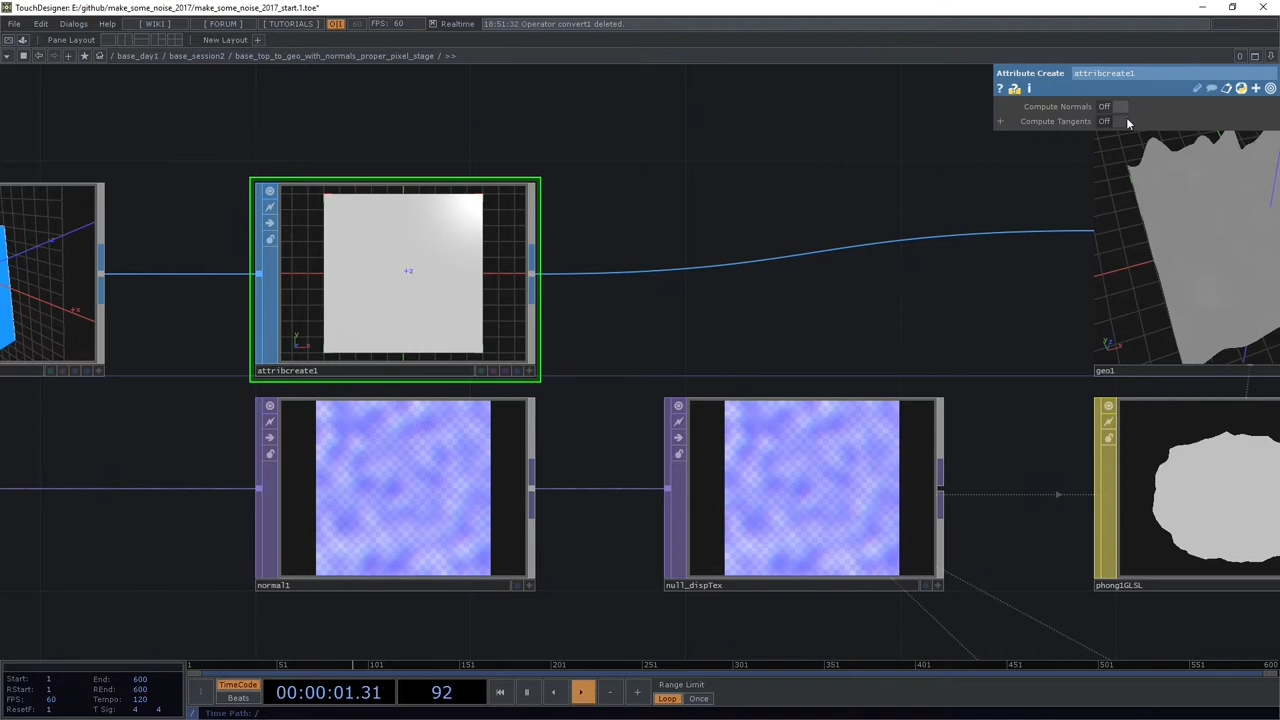 E:/github/make_some_noise_2017/make_some_noise_2017_start.1.toe*
File Edit Dialogs Help [ WIKI ] [ FORUM ] [ TUTORIALS ] O|I 60 FPS: 60 Realtime 18:51:32 Operator convert1 deleted.
Pane Layout New Layout +
/ base_day1 / base_session2 / base_top_to_geo_with_normals_proper_pixel_stage / >> 0
Attribute Create attribcreate1
? ? i
Compute Normals Off
+ Compute Tangents Off
+z
+x
y
x
attribcreate1
geo1
normal1
null_dispTex
phong1GLSL
1 51 101 151 201 251 301 351 401 451 501 551 600
Start: 1 End: 600
RStart: 1 REnd: 600
FPS: 60 Tempo: 120
ResetF: 1 T Sig: 4 4
TimeCode
Beats
00:00:01.31
92
Range Limit
Loop Once
/ Time Path: /